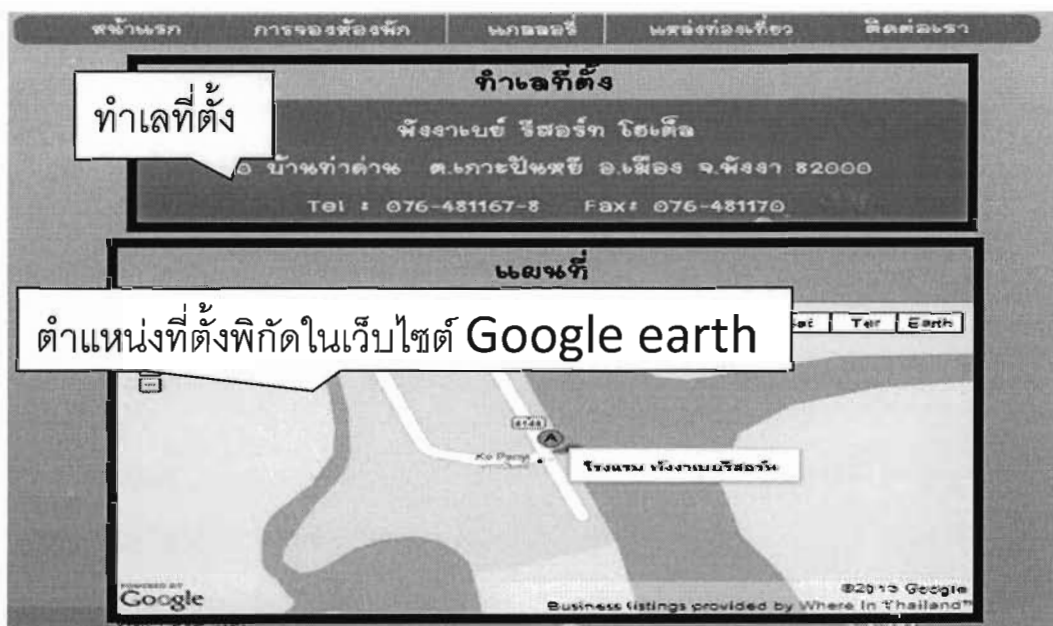 หน้าแรก การจองห้องพัก แกลลอรี่ แหล่งท่องเที่ยว ติดต่อเรา
ทำเลที่ตั้ง
ทำเลที่ตั้ง
พังงาเบย์ รีสอร์ท โฮเต็ล
บ้านท่าด่าน ต.เกาะปันหยี อ.เมือง จ.พังงา 82000
Tel : 076-481167-8 Fax: 076-481170
แผนที่
ตำแหน่งที่ตั้งพิกัดในเว็บไซต์ Google earth
Ter Earth
Ko Panyi
โรงแรม พังงาเบย์รีสอร์ท
POWERED BY
Google
Google
Business listings provided by Where In Thailand™